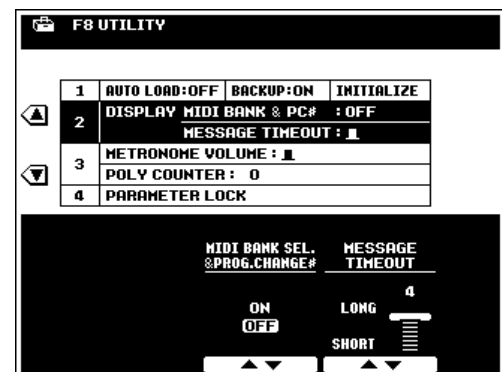 F8 UTILITY
1 AUTO LOAD:OFF BACKUP:ON INITIALIZE
2 DISPLAY MIDI BANK & PC# :OFF
MESSAGE TIMEOUT:
3 METRONOME VOLUME:
POLY COUNTER: 0
4 PARAMETER LOCK
MIDI BANK SEL. MESSAGE
&PROG.CHANGE# TIMEOUT
4
ON LONG
OFF
SHORT